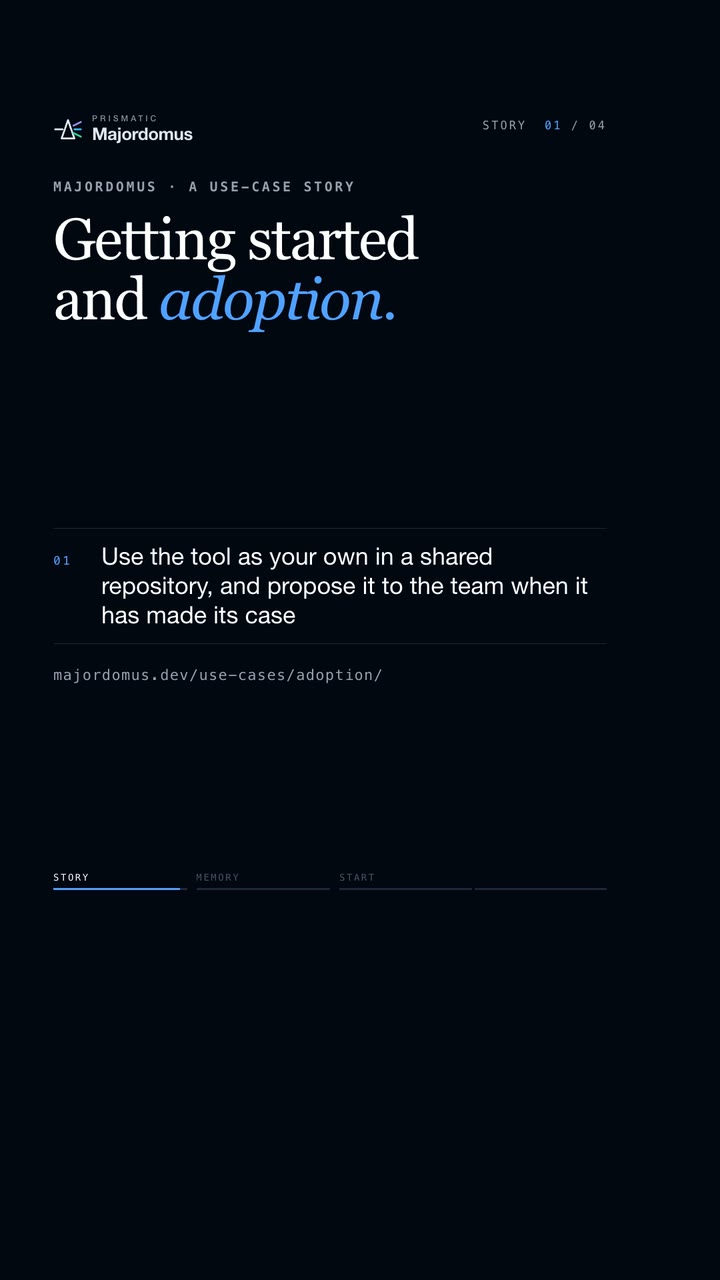 PRISMATIC
Majordomus
STORY 01 / 04
MAJORDOMUS · A USE-CASE STORY
Getting started
and adoption.
01
Use the tool as your own in a shared
repository, and propose it to the team when it
has made its case
majordomus.dev/use-cases/adoption/
STORY
MEMORY
START